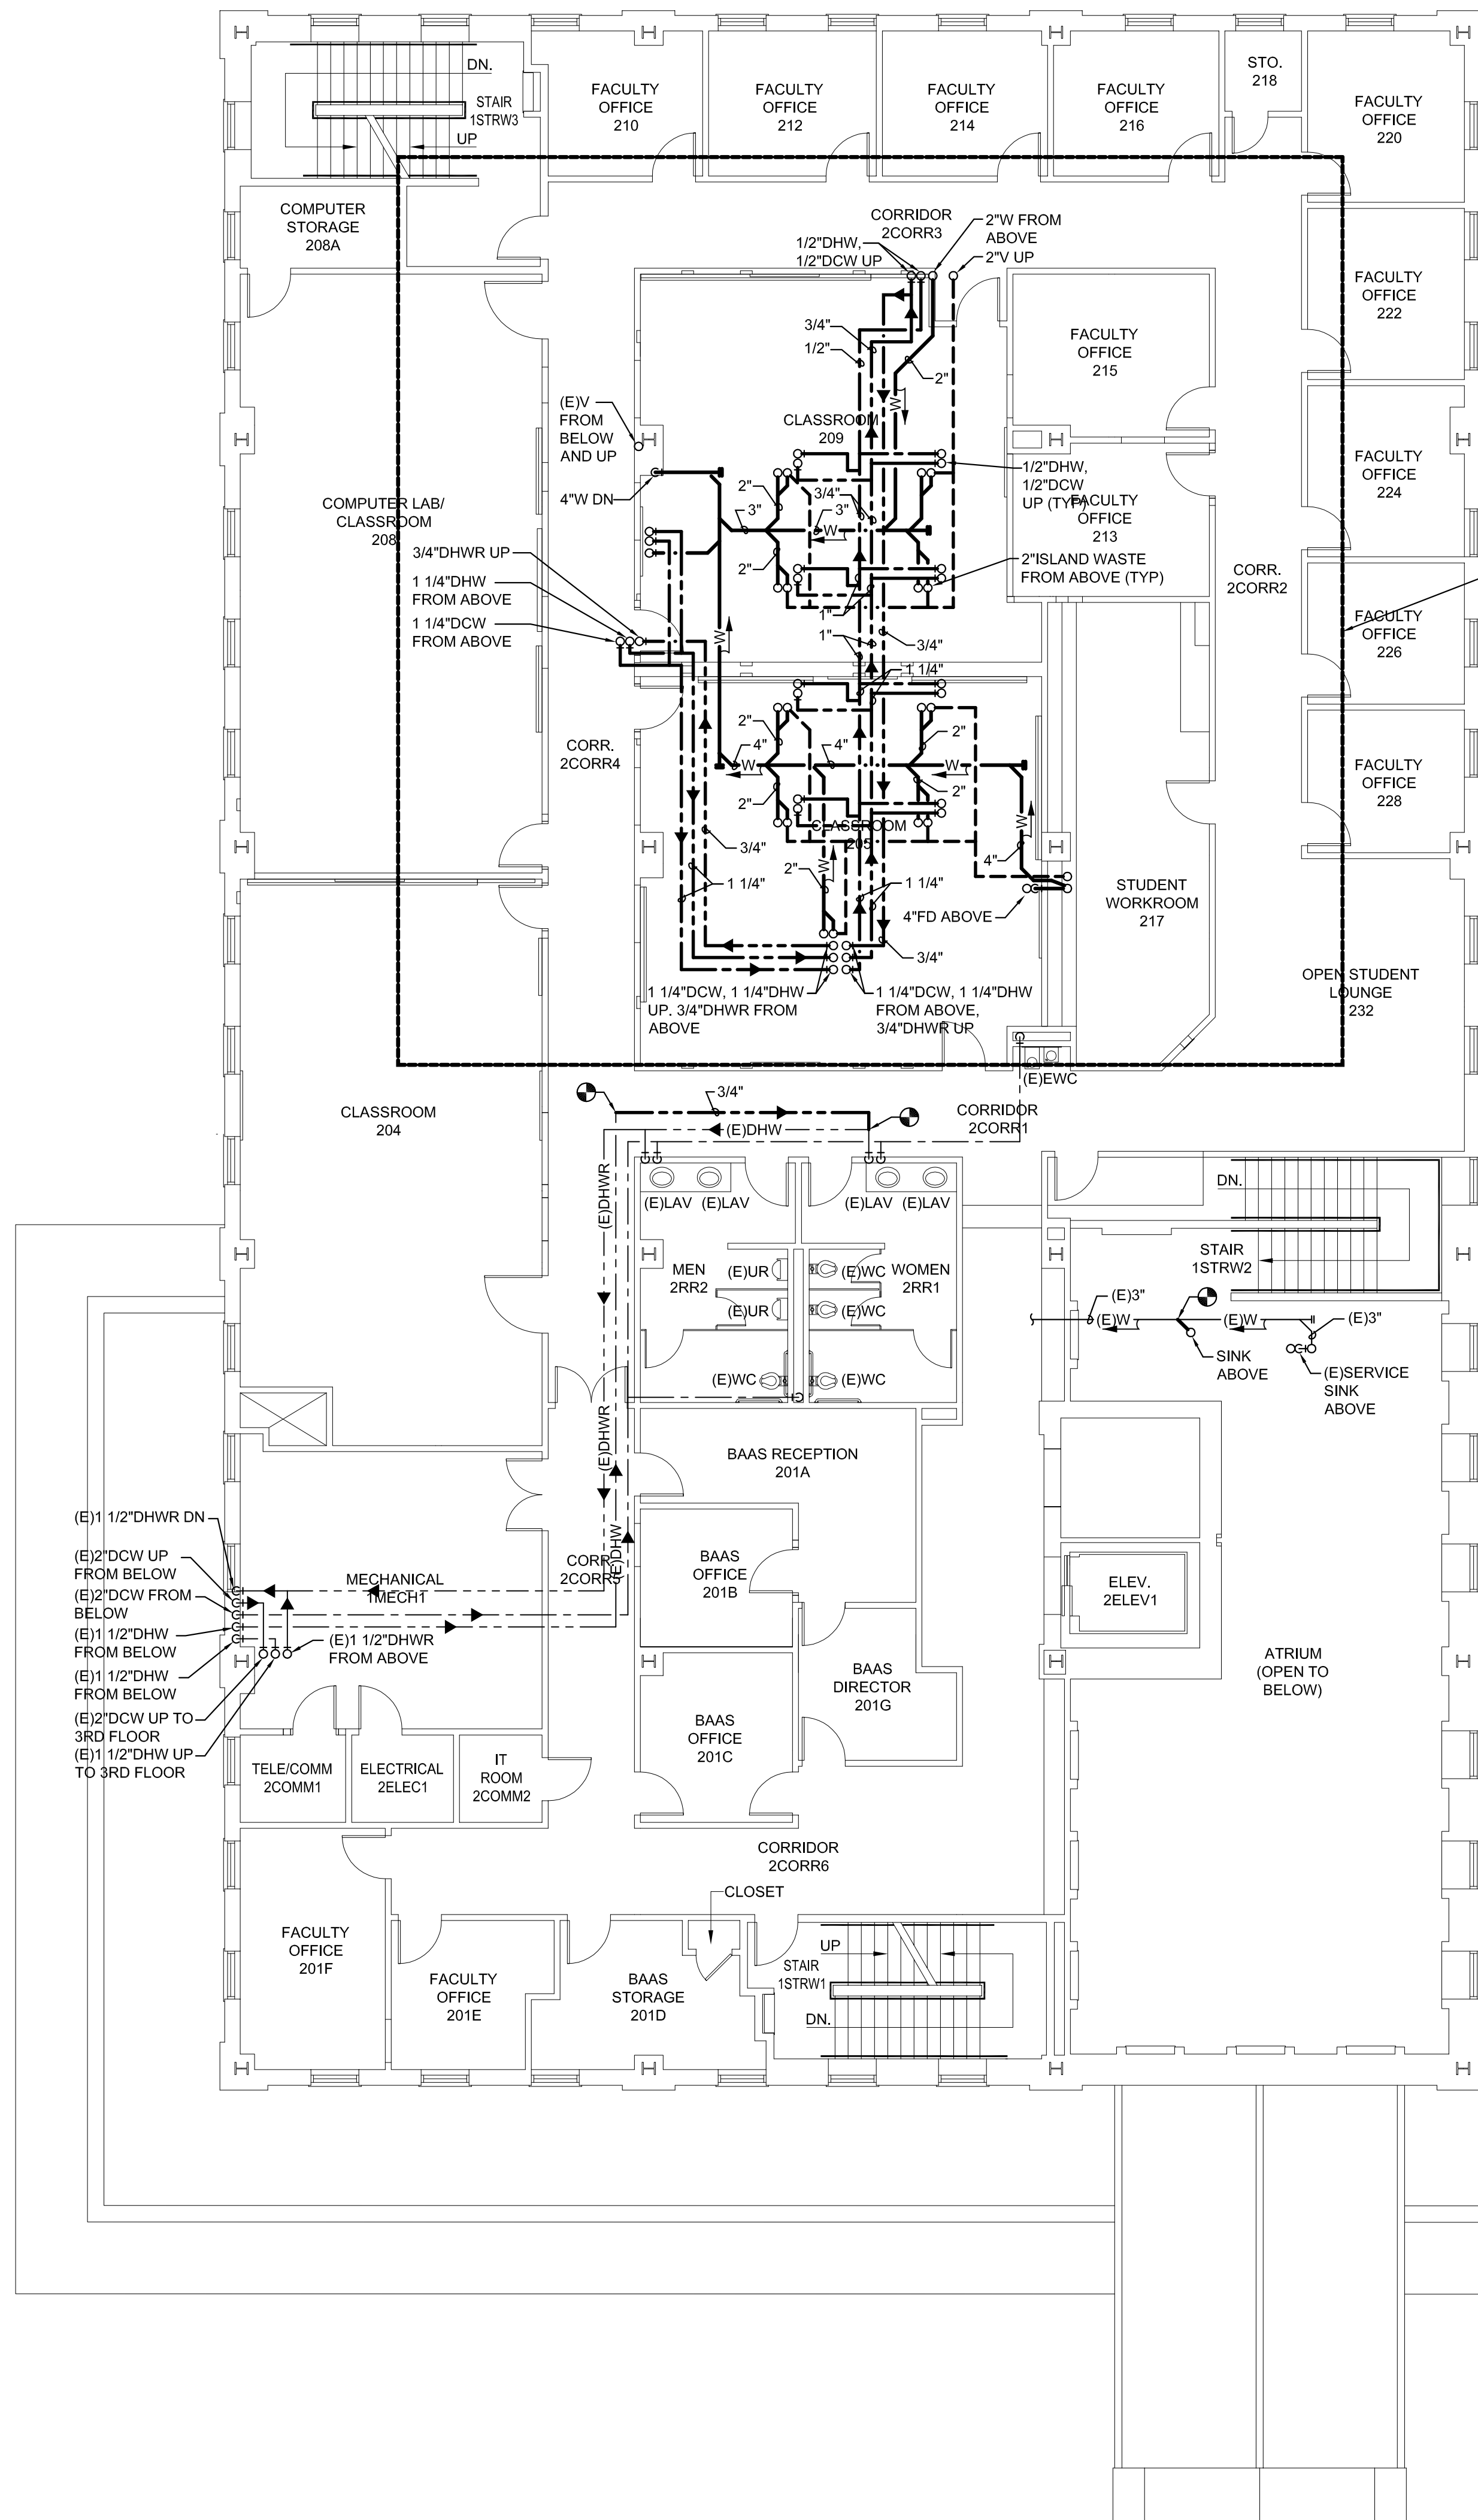 DN.
STAIR
1STRW3
UP
FACULTY
OFFICE
210
FACULTY
OFFICE
212
FACULTY
OFFICE
214
FACULTY
OFFICE
216
STO.
218
FACULTY
OFFICE
220
COMPUTER
STORAGE
208A
CORRIDOR
2CORR3
2"W FROM
ABOVE
2"V UP
1/2"DHW,
1/2"DCW UP
FACULTY
OFFICE
222
3/4"
1/2"
2"
W
FACULTY
OFFICE
215
(E)V
FROM
BELOW
AND UP
CLASSROOM
209
4"W DN
1/2"DHW,
1/2"DCW
UP (TYP)
FACULTY
OFFICE
213
FACULTY
OFFICE
224
COMPUTER LAB/
CLASSROOM
208
2"
3/4"
3"
3"
W
2"
2"ISLAND WASTE
FROM ABOVE (TYP)
CORR.
2CORR2
3/4"DHWR UP
1 1/4"DHW
FROM ABOVE
1 1/4"DCW
FROM ABOVE
1"
1"
W
3/4"
1 1/4"
FACULTY
OFFICE
226
CORR.
2CORR4
2"
4"
W
4"
2"
W
2"
2"
FACULTY
OFFICE
228
CLASSROOM
205
3/4"
1 1/4"
2"
W
1 1/4"
4"
W
4"FD ABOVE
STUDENT
WORKROOM
217
3/4"
1 1/4"DCW, 1 1/4"DHW
UP. 3/4"DHWR FROM
ABOVE
1 1/4"DCW, 1 1/4"DHW
FROM ABOVE,
3/4"DHWR UP
OPEN STUDENT
LOUNGE
232
(E)EWC
CLASSROOM
204
3/4"
(E)DHW
CORRIDOR
2CORR1
(E)DHWR
(E)LAV
(E)LAV
(E)LAV
(E)LAV
DN.
STAIR
1STRW2
MEN
2RR2
(E)UR
(E)WC
WOMEN
2RR1
(E)UR
(E)WC
(E)WC
(E)WC
(E)3"
(E)W
(E)W
(E)3"
SINK
ABOVE
(E)SERVICE
SINK
ABOVE
(E)DHWR
BAAS RECEPTION
201A
(E)1 1/2"DHWR DN
(E)2"DCW UP
FROM BELOW
(E)2"DCW FROM
BELOW
(E)1 1/2"DHW
FROM BELOW
(E)1 1/2"DHW
FROM BELOW
(E)2"DCW UP TO
3RD FLOOR
(E)1 1/2"DHW UP
TO 3RD FLOOR
MECHANICAL
1MECH1
(E)1 1/2"DHWR
FROM ABOVE
CORR.
(E)DHW
BAAS
OFFICE
201B
ELEV.
2ELEV1
ATRIUM
(OPEN TO
BELOW)
BAAS
DIRECTOR
201G
BAAS
OFFICE
201C
TELE/COMM
2COMM1
ELECTRICAL
2ELEC1
IT
ROOM
2COMM2
CORRIDOR
2CORR6
CLOSET
FACULTY
OFFICE
201F
FACULTY
OFFICE
201E
BAAS
STORAGE
201D
UP
STAIR
1STRW1
DN.